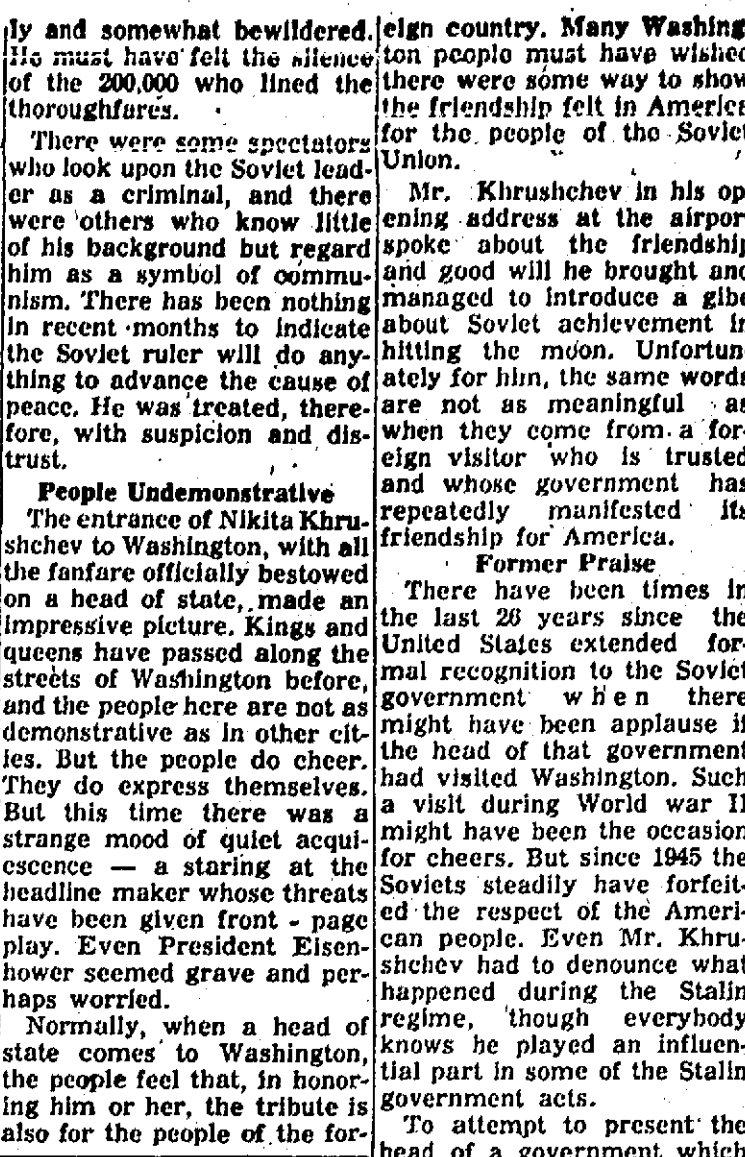 ly and somewhat bewildered.
He must have felt the silence
of the 200,000 who lined the
thoroughfares.
There were some spectators
who look upon the Soviet lead-
er as a criminal, and there
were others who know little
of his background but regard
him as a symbol of commu-
nism. There has been nothing
in recent months to indicate
the Soviet ruler will do any-
thing to advance the cause of
peace. He was treated, there-
fore, with suspicion and dis-
trust.
People Undemonstrative
The entrance of Nikita Khru-
shchev to Washington, with all
the fanfare officially bestowed
on a head of state, made an
impressive picture. Kings and
queens have passed along the
streets of Washington before,
and the people here are not as
demonstrative as in other cit-
ies. But the people do cheer.
They do express themselves.
But this time there was a
strange mood of quiet acqui-
escence — a staring at the
headline maker whose threats
have been given front - page
play. Even President Eisen-
hower seemed grave and per-
haps worried.
Normally, when a head of
state comes to Washington,
the people feel that, in honor-
ing him or her, the tribute is
also for the people of the for-
eign country. Many Washing
ton people must have wished
there were some way to show
the friendship felt in America
for the people of the Soviet
Union.
Mr. Khrushchev in his op
ening address at the airpor
spoke about the friendship
and good will he brought and
managed to introduce a gibe
about Soviet achievement in
hitting the moon. Unfortun
ately for him, the same words
are not as meaningful as
when they come from a for-
eign visitor who is trusted
and whose government has
repeatedly manifested its
friendship for America.
Former Praise
There have been times in
the last 26 years since the
United States extended for-
mal recognition to the Soviet
government when there
might have been applause if
the head of that government
had visited Washington. Such
a visit during World war II
might have been the occasion
for cheers. But since 1945 the
Soviets steadily have forfeit-
ed the respect of the Ameri-
can people. Even Mr. Khru-
shchev had to denounce what
happened during the Stalin
regime, though everybody
knows he played an influen-
tial part in some of the Stalin
government acts.
To attempt to present the
head of a government which